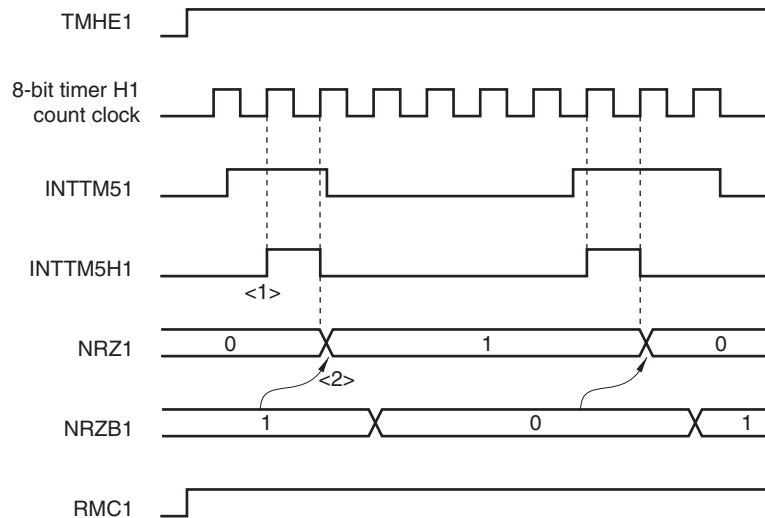 TMHE1
8-bit timer H1
count clock
INTTM51
INTTM5H1
<1>
NRZ1
0 1 0
<2>
NRZB1
1 0 1
RMC1